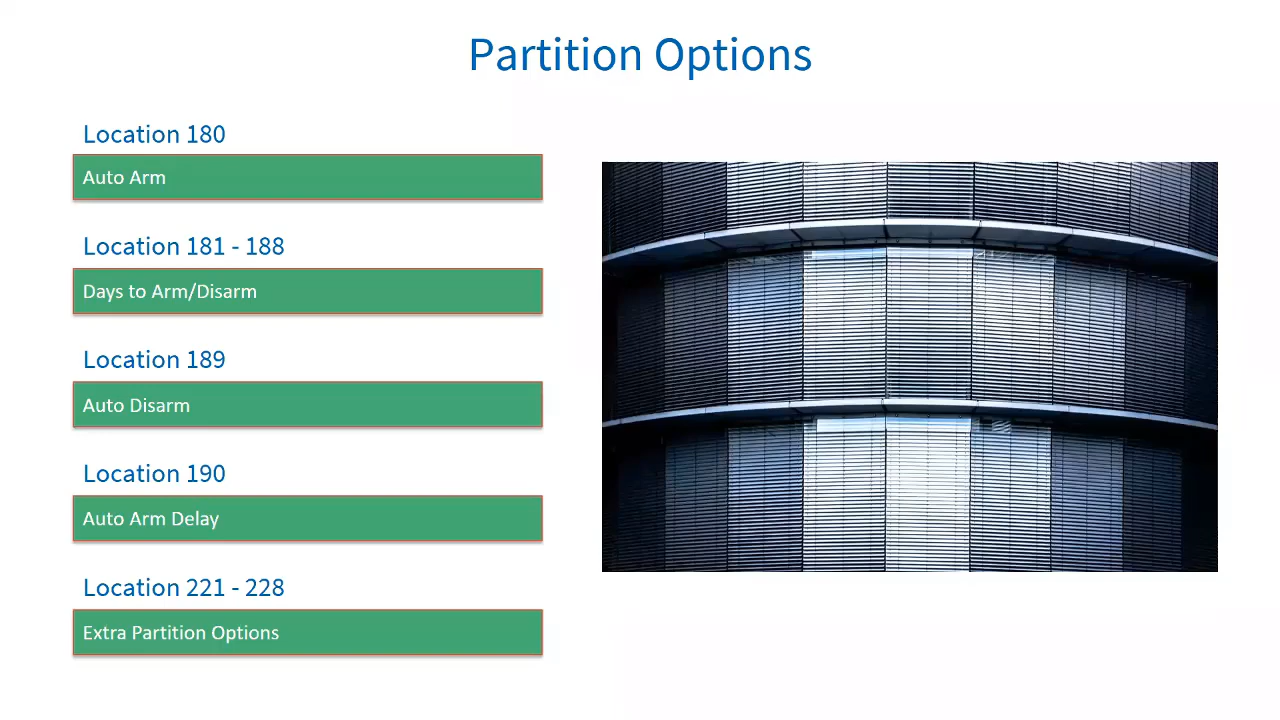 Partition Options
Location 180
Auto Arm
Location 181 - 188
Days to Arm/Disarm
Location 189
Auto Disarm
Location 190
Auto Arm Delay
Location 221 - 228
Extra Partition Options